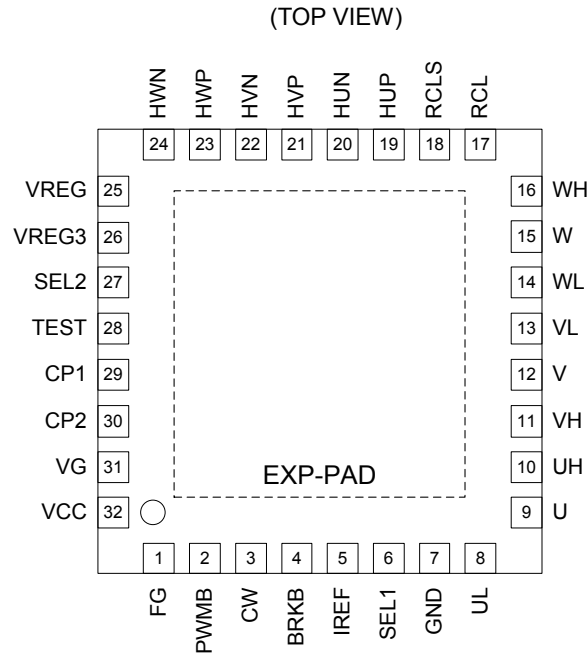 (TOP VIEW)
HWN HWP HVN HVP HUN HUP RCLS RCL
24 23 22 21 20 19 18 17
VREG 25 16 WH
VREG3 26 15 W
SEL2 27 14 WL
TEST 28 13 VL
CP1 29 12 V
CP2 30 11 VH
VG 31 EXP-PAD 10 UH
VCC 32 9 U
1 2 3 4 5 6 7 8
FG PWMB CW BRKB IREF SEL1 GND UL